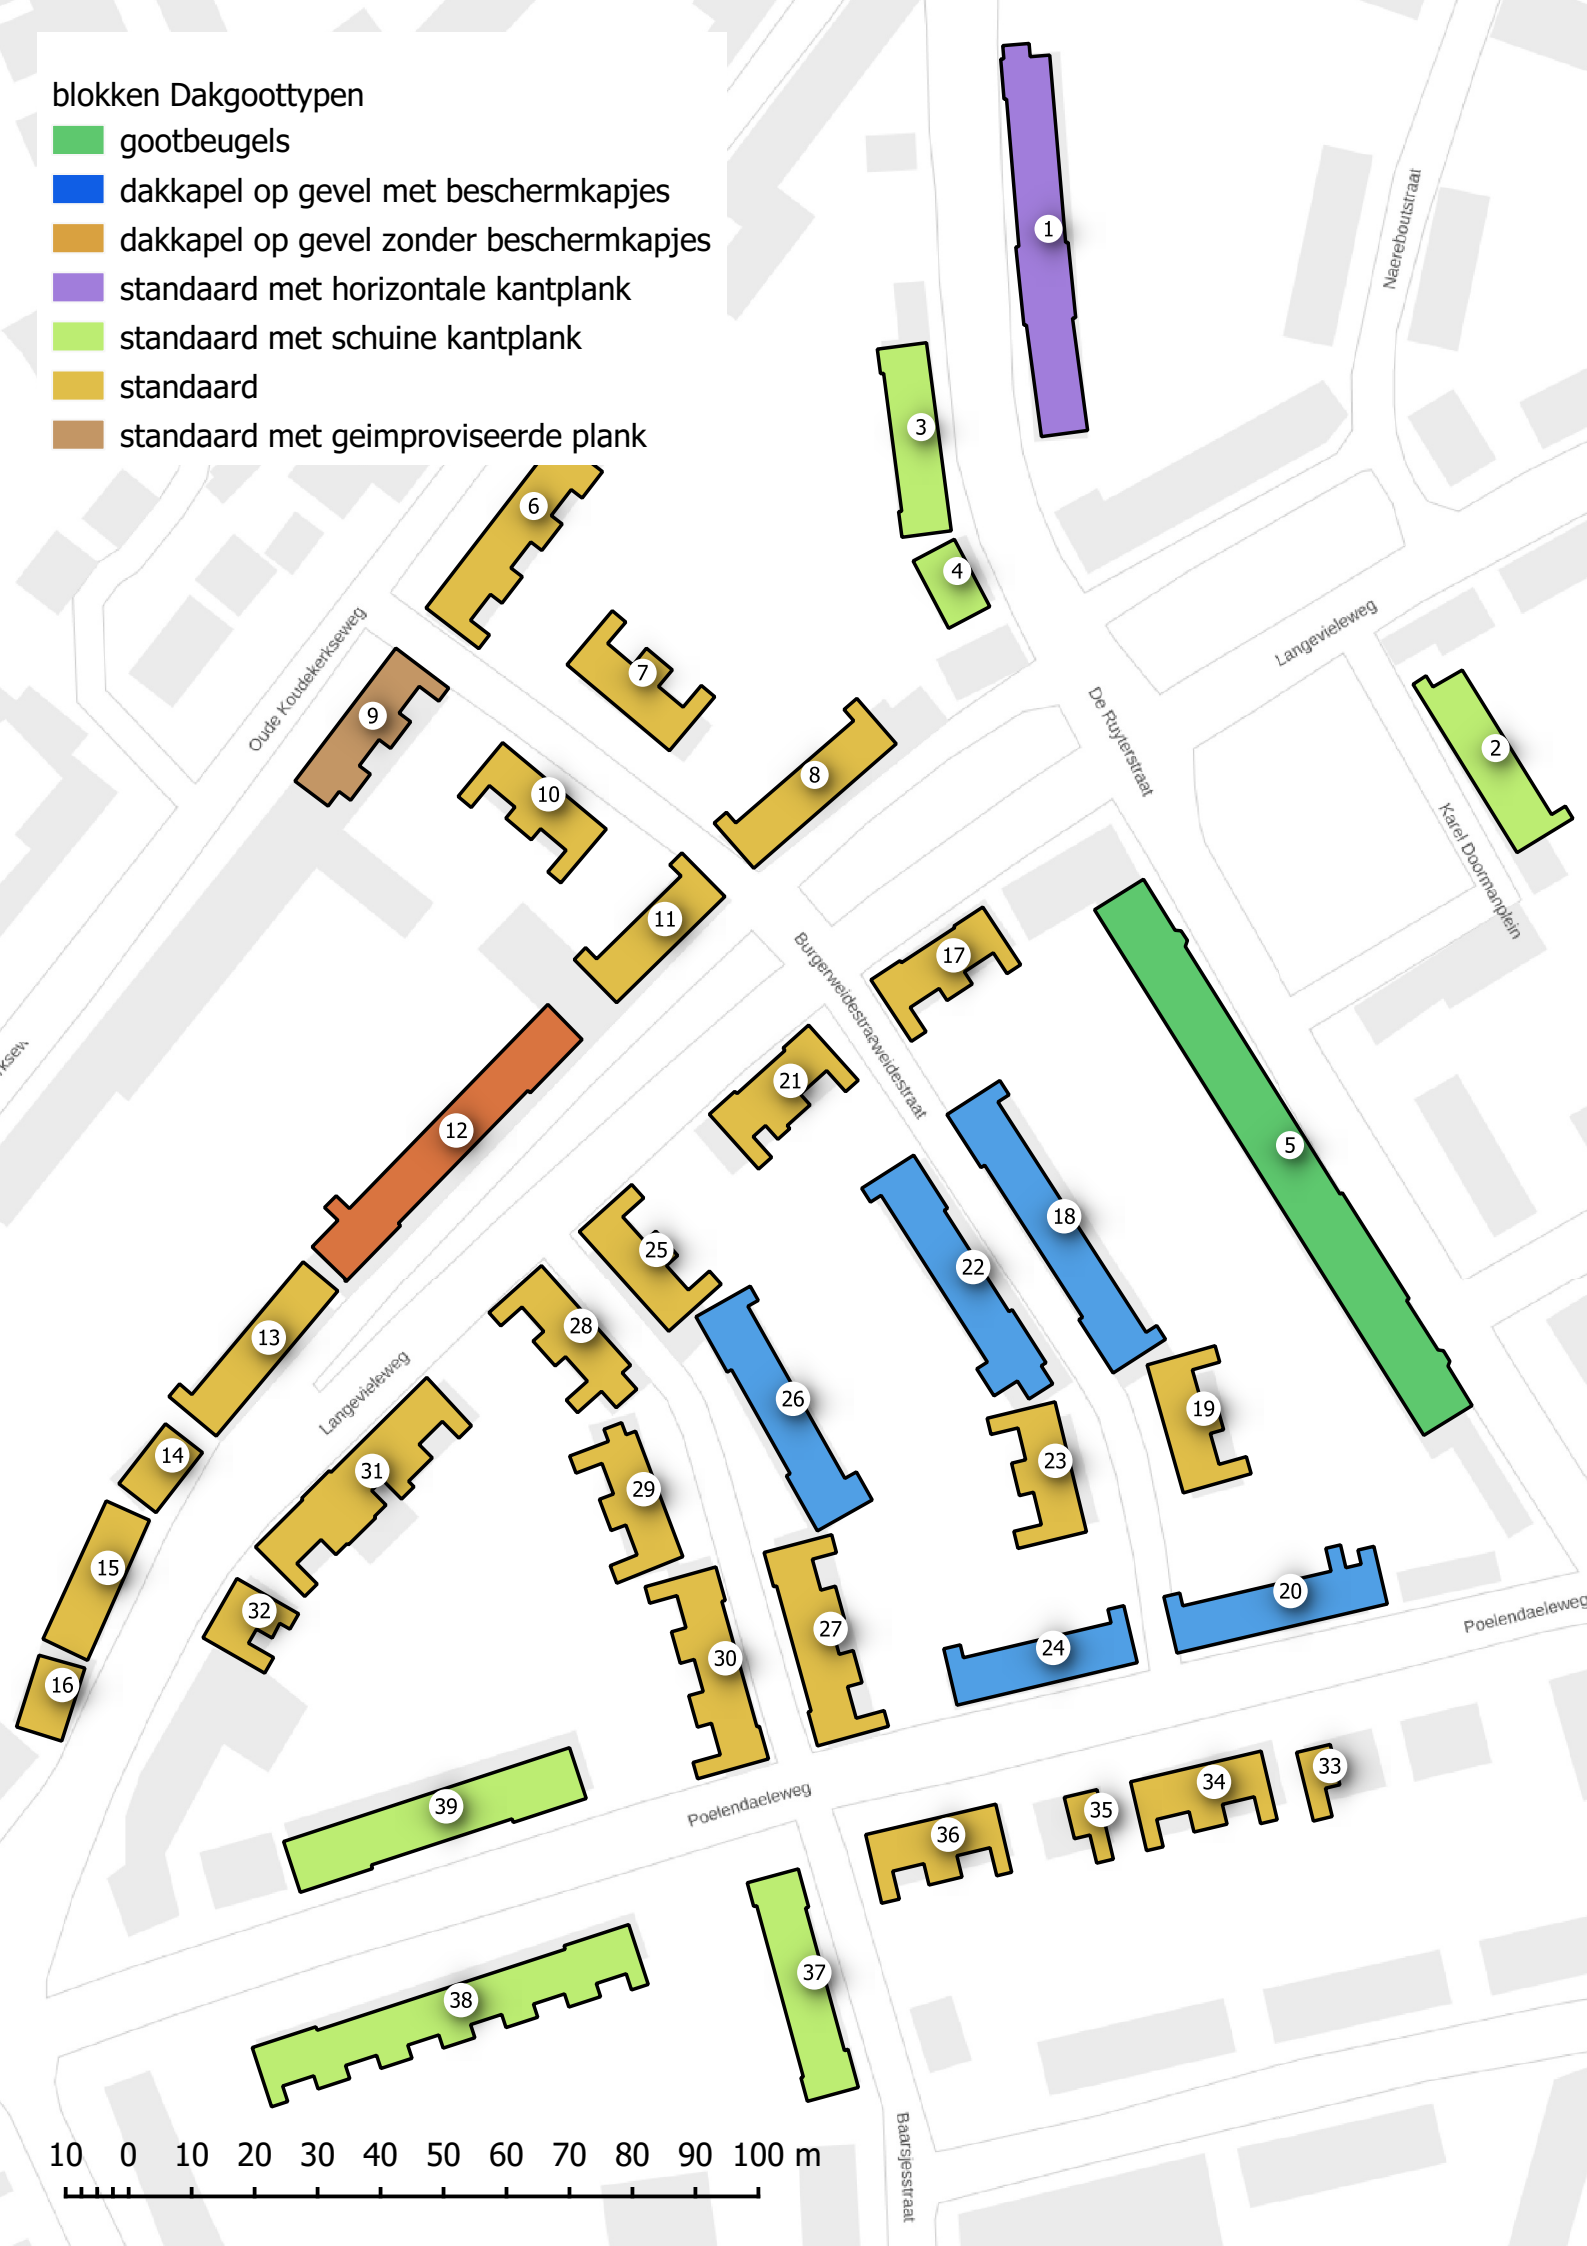 blokken Dakgoottypen
gootbeugels
dakkapel op gevel met beschermkapjes
dakkapel op gevel zonder beschermkapjes
standaard met horizontale kantplank
standaard met schuine kantplank
standaard
standaard met geimproviseerde plank
1
Naereboutstraat
3
6
4
Oude Koudekerkseweg
Langevieleweg
7
9
De Ruyterstraat
2
8
10
Karel Doormanplein
11
17
Burgerweidestraat
weidestraat
21
12
5
18
25
22
28
13
Langevieleweg
26
19
14
23
31
29
15
20
Poelendaeleweg
32
27
24
30
16
33
34
Poelendaeleweg
39
35
36
37
38
Baarsjesstraat
10 0 10 20 30 40 50 60 70 80 90 100 m